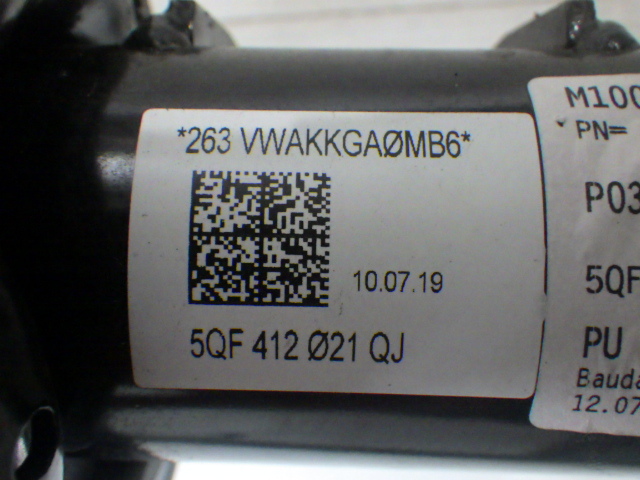 *263 VWAKKGAØMB6*
10.07.19
5QF 412 Ø21 QJ
M100
PN=
P03
5QF
PU
Bauda
12.07